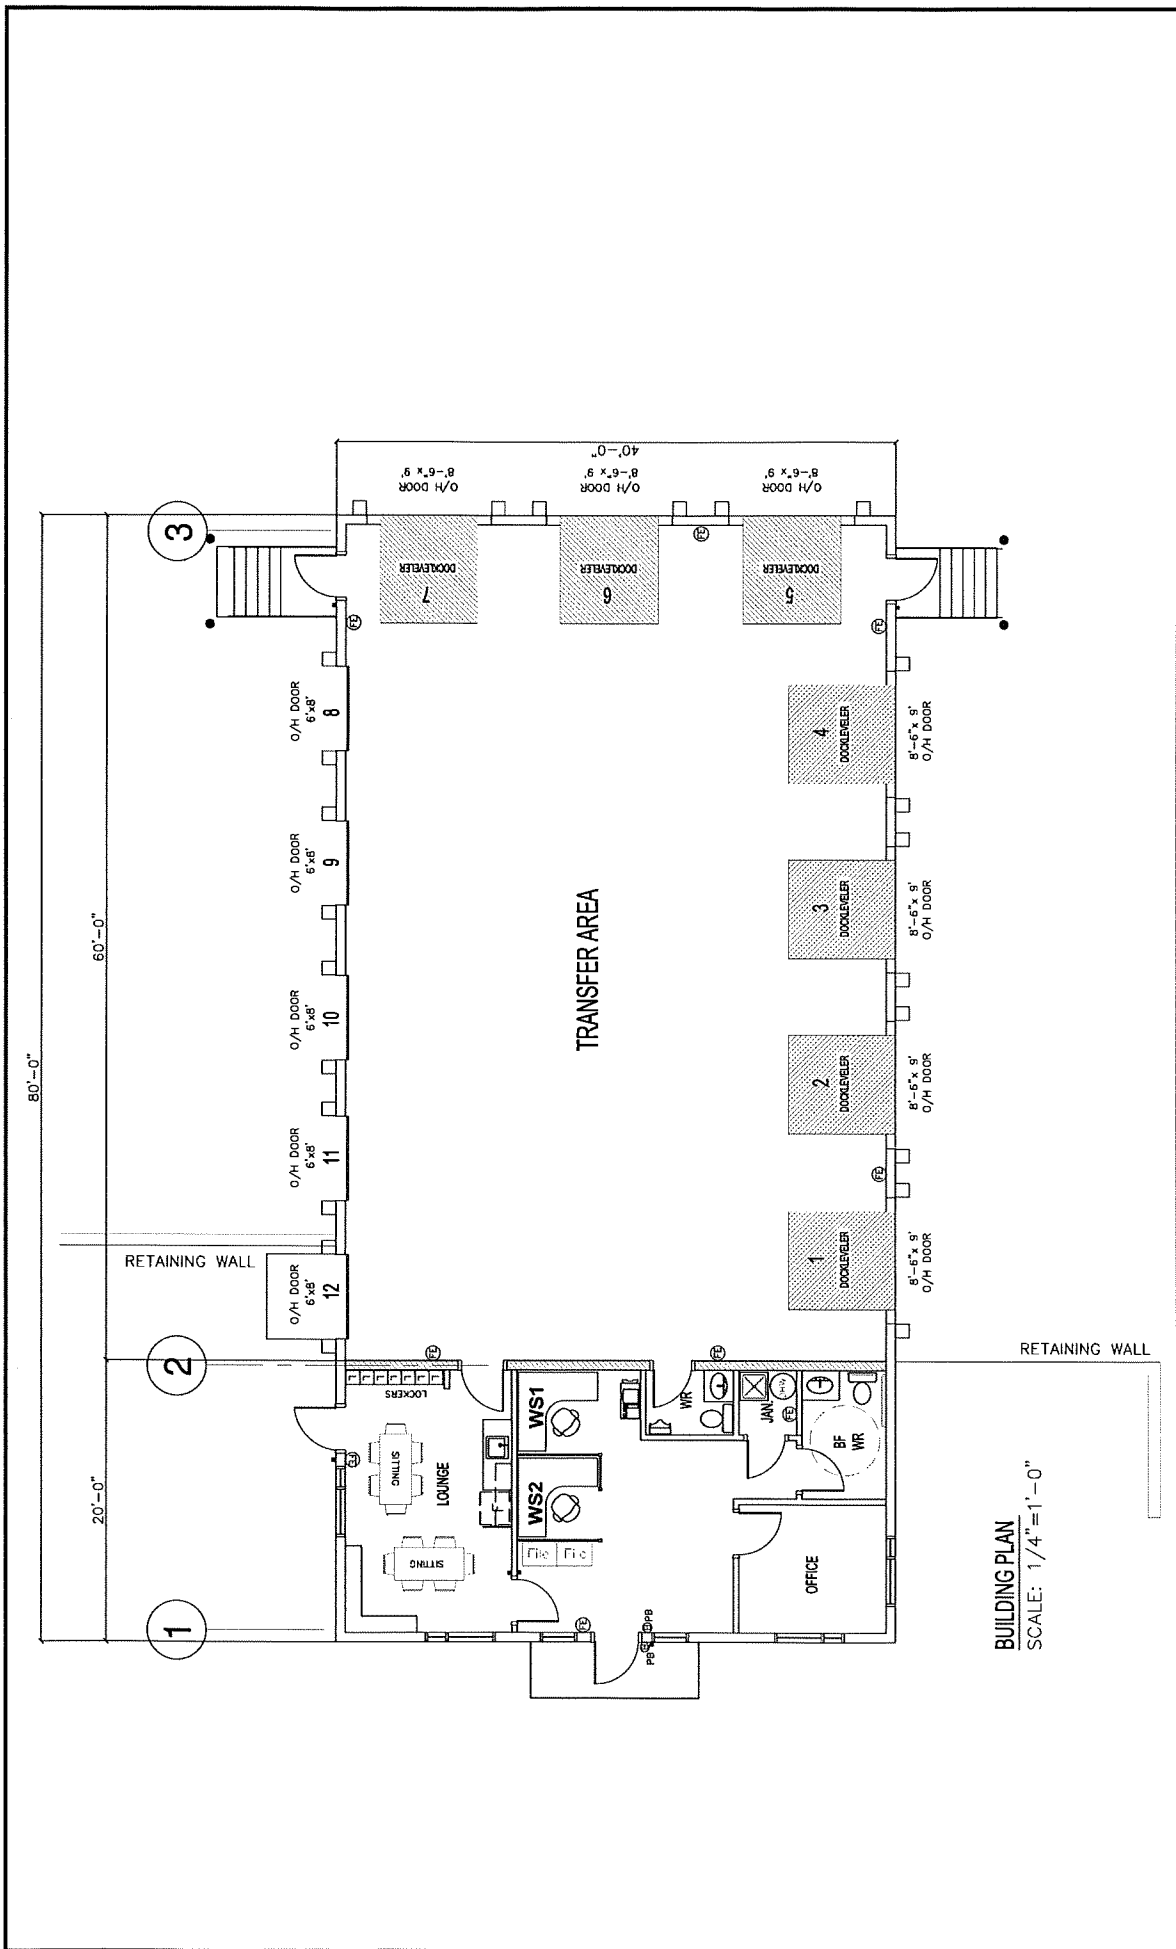 80'-0"
20'-0"
60'-0"
1
2
3
RETAINING WALL
O/H DOOR
6'x8'
12
O/H DOOR
6'x8'
11
O/H DOOR
6'x8'
10
O/H DOOR
6'x8'
9
O/H DOOR
6'x8'
8
FE
FE
LOCKERS
L
L
L
L
L
L
L
SITTING
SITTING
LOUNGE
F
FE
WS1
WS2
File
File
FE
PB
PB
WR
JAN.
HW
FE
BF
WR
OFFICE
FE
FE
TRANSFER AREA
7
DOCKLEVELER
O/H DOOR
8'-6"x 9'
6
DOCKLEVELER
O/H DOOR
8'-6"x 9'
FE
5
DOCKLEVELER
O/H DOOR
8'-6"x 9'
40'-0"
FE
1
DOCKLEVELER
8'-6"x 9'
O/H DOOR
FE
2
DOCKLEVELER
8'-6"x 9'
O/H DOOR
3
DOCKLEVELER
8'-6"x 9'
O/H DOOR
4
DOCKLEVELER
8'-6"x 9'
O/H DOOR
RETAINING WALL
BUILDING PLAN
SCALE: 1/4"=1'-0"